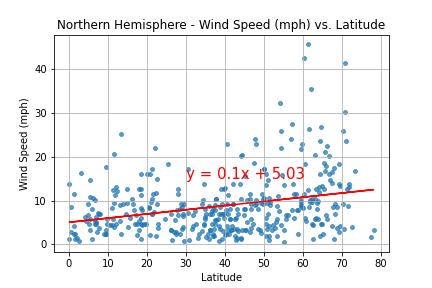 Northern Hemisphere - Wind Speed (mph) vs. Latitude
Wind Speed (mph)
40
30
20
10
0
y = 0.1x + 5.03
0 10 20 30 40 50 60 70 80
Latitude